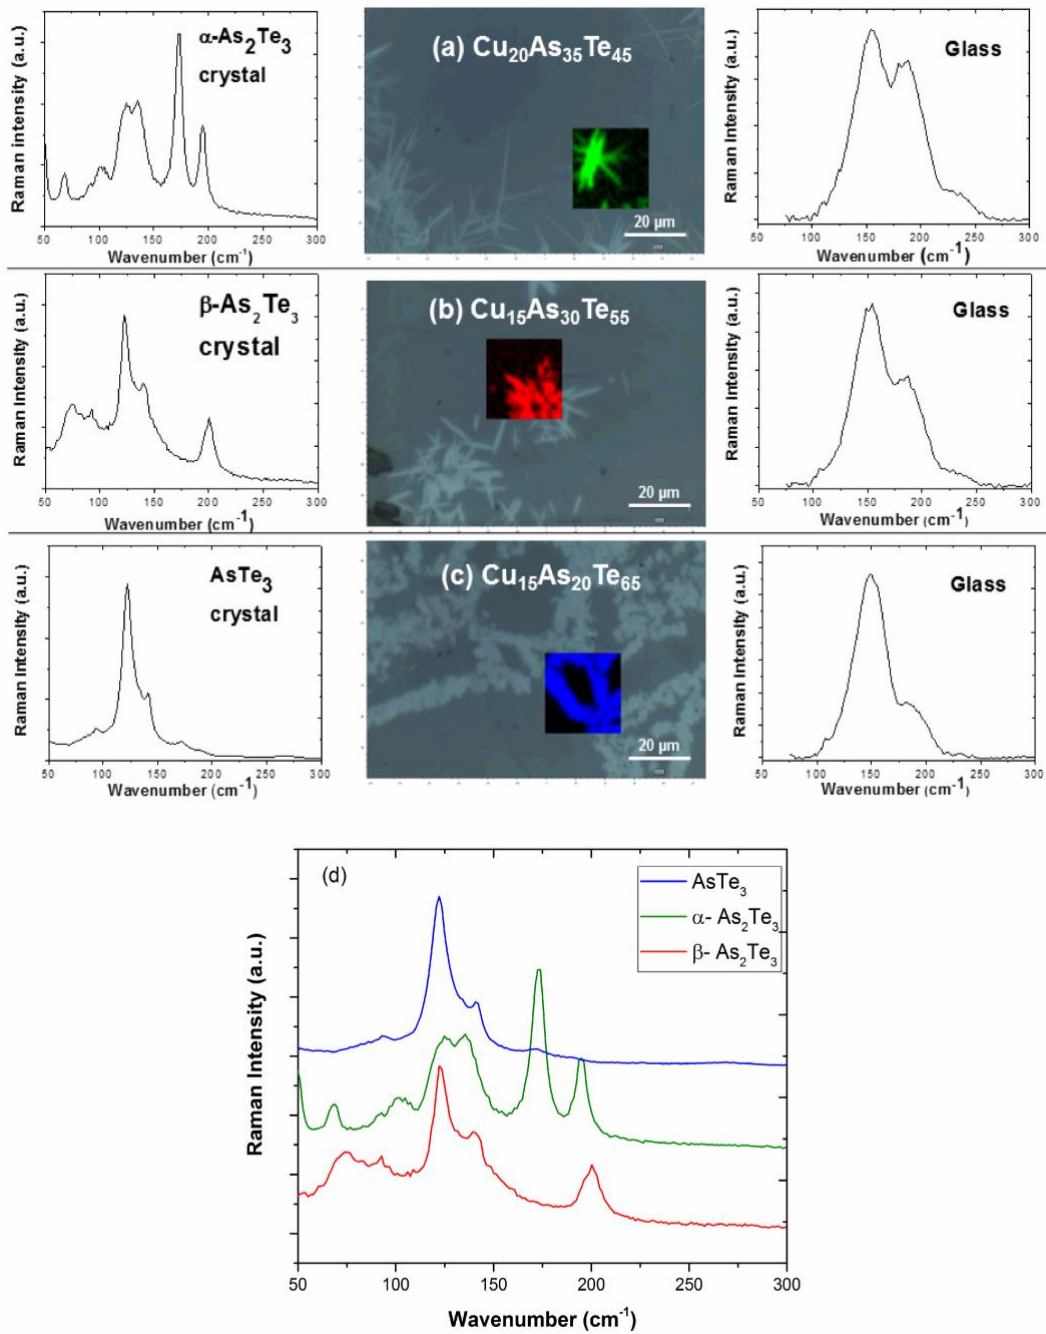 α-As₂Te₃
crystal
Raman Intensity (a.u.)
50 100 150 200 250 300
Wavenumber (cm⁻¹)
(a) Cu₂₀As₃₅Te₄₅
20 µm
Glass
Raman intensity (a.u.)
50 100 150 200 250 300
Wavenumber (cm⁻¹)
β-As₂Te₃
crystal
Raman Intensity (a.u.)
50 100 150 200 250 300
Wavenumber (cm⁻¹)
(b) Cu₁₅As₃₀Te₅₅
20 µm
Glass
Raman Intensity (a.u.)
50 100 150 200 250 300
Wavenumber (cm⁻¹)
AsTe₃
crystal
Raman Intensity (a.u.)
50 100 150 200 250 300
Wavenumber (cm⁻¹)
(c) Cu₁₅As₂₀Te₆₅
20 µm
Glass
Raman Intensity (a.u.)
50 100 150 200 250 300
Wavenumber (cm⁻¹)
(d)
AsTe₃
α- As₂Te₃
β- As₂Te₃
Raman Intensity (a.u.)
50 100 150 200 250 300
Wavenumber (cm⁻¹)